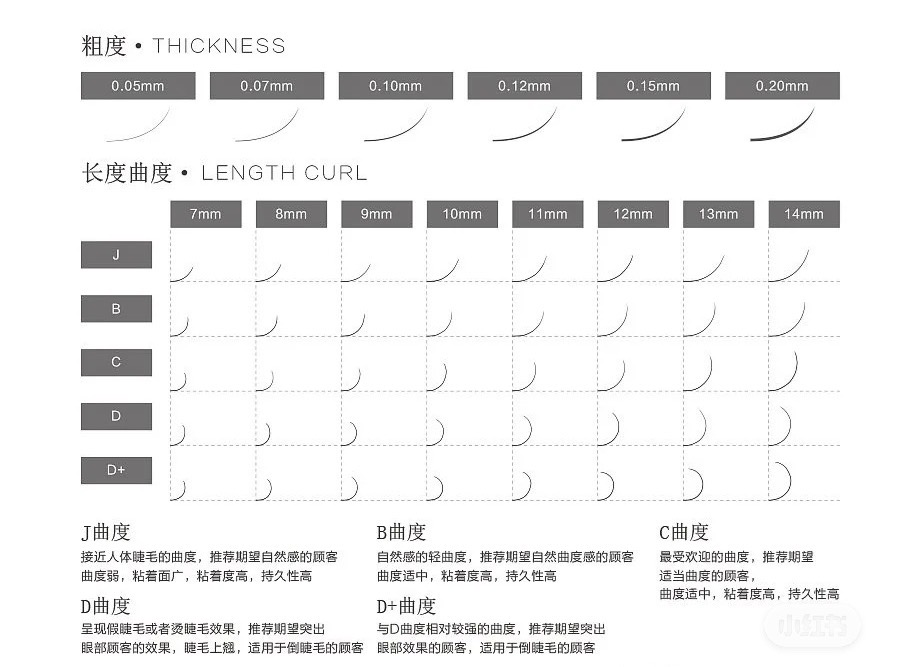 粗度 • THICKNESS
0.05mm 0.07mm 0.10mm 0.12mm 0.15mm 0.20mm
长度曲度 • LENGTH CURL
7mm 8mm 9mm 10mm 11mm 12mm 13mm 14mm
J
B
C
D
D+
J曲度
接近人体睫毛的曲度，推荐期望自然感的顾客
曲度弱，粘着面广，粘着度高，持久性高
B曲度
自然感的轻曲度，推荐期望自然曲度感的顾客
曲度适中，粘着度高，持久性高
C曲度
最受欢迎的曲度，推荐期望
适当曲度的顾客，
曲度适中，粘着度高，持久性高
D曲度
呈现假睫毛或者烫睫毛效果，推荐期望突出
眼部顾客的效果，睫毛上翘，适用于倒睫毛的顾客
D+曲度
与D曲度相对较强的曲度，推荐期望突出
眼部效果的顾客，适用于倒睫毛的顾客
小红书